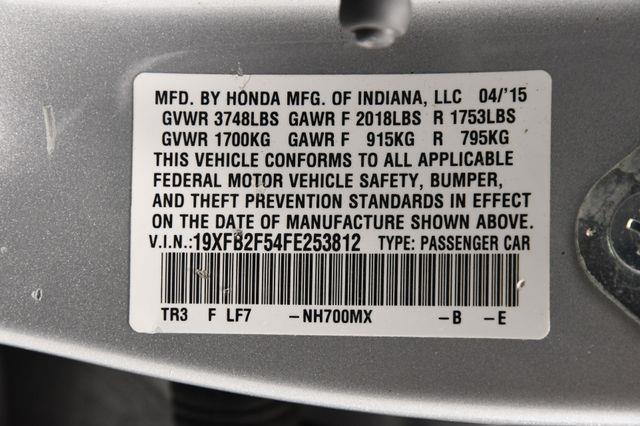 MFD. BY HONDA MFG. OF INDIANA, LLC 04/'15
GVWR 3748LBS GAWR F 2018LBS R 1753LBS
GVWR 1700KG GAWR F 915KG R 795KG
THIS VEHICLE CONFORMS TO ALL APPLICABLE
FEDERAL MOTOR VEHICLE SAFETY, BUMPER,
AND THEFT PREVENTION STANDARDS IN EFFECT
ON THE DATE OF MANUFACTURE SHOWN ABOVE.
V.I.N.: 19XFB2F54FE253812 TYPE: PASSENGER CAR
TR3 F LF7 -NH700MX -B -E